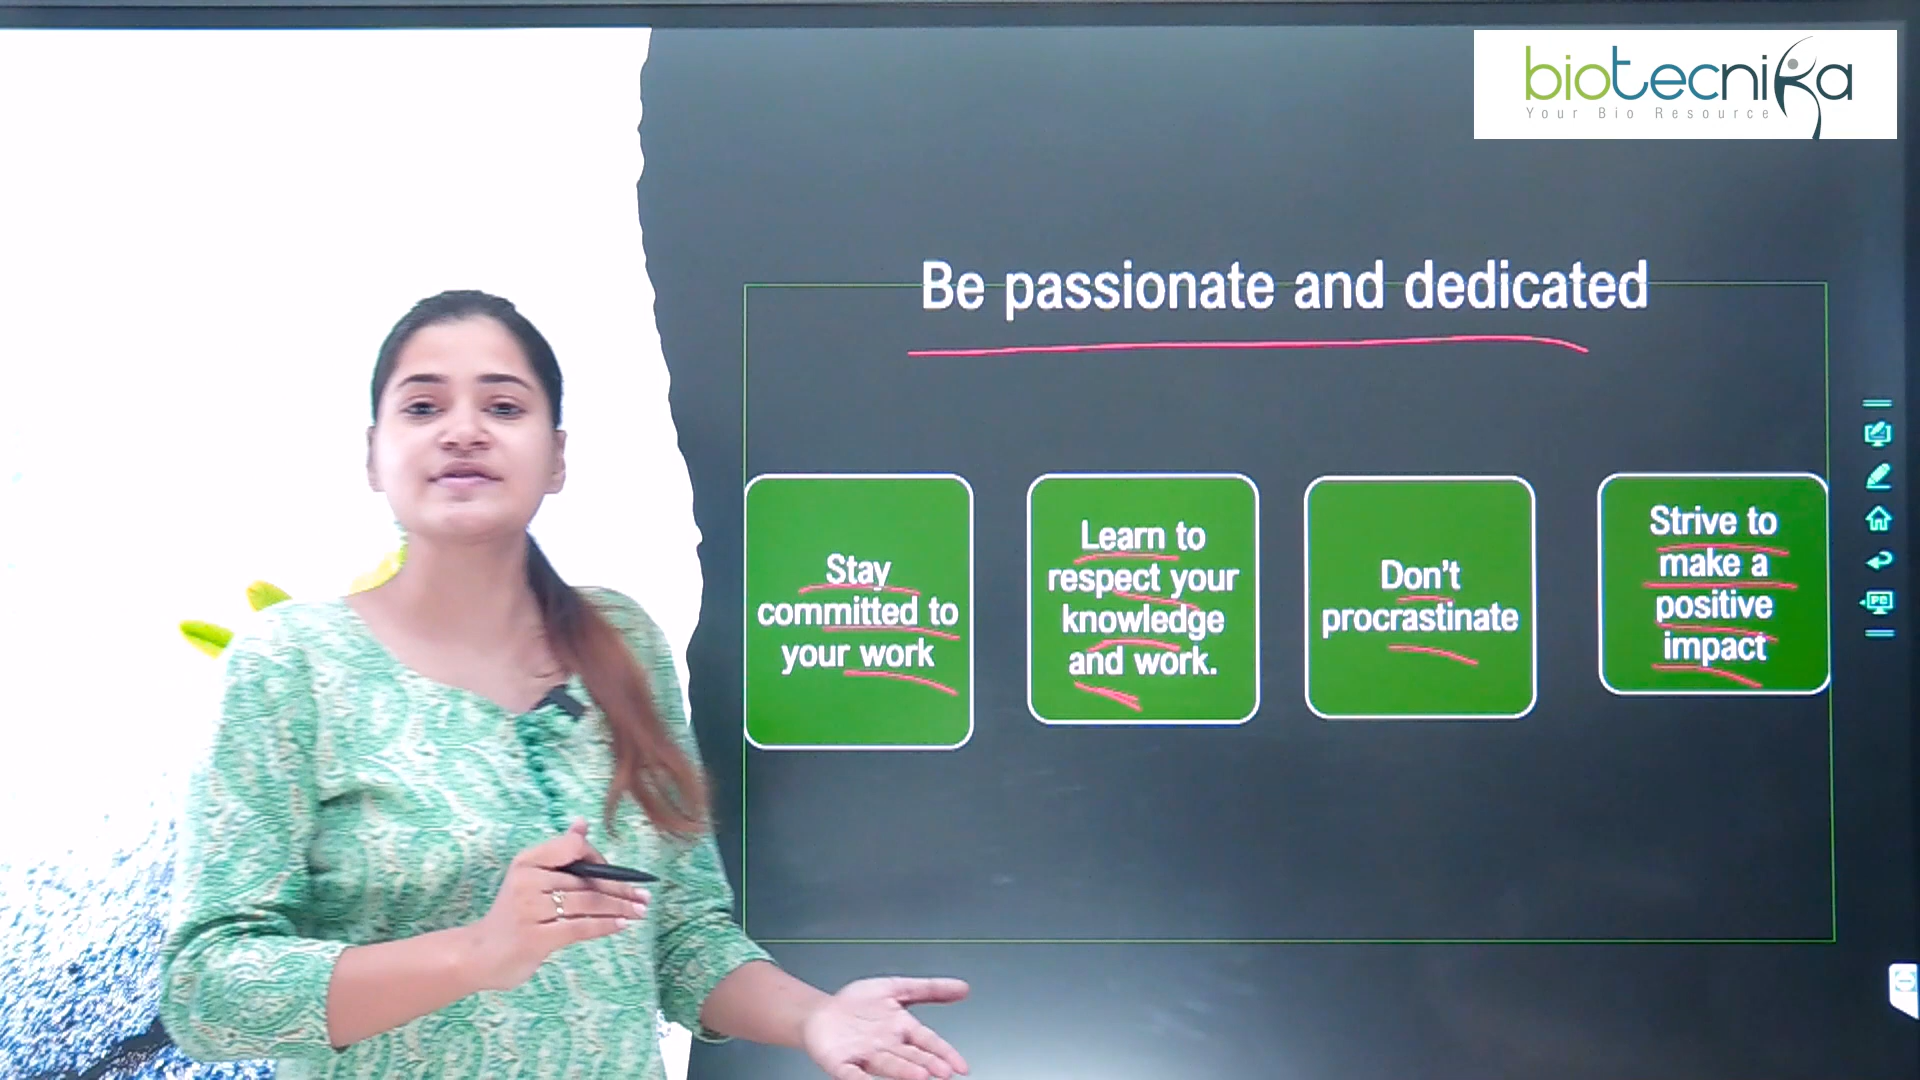 biotecnika
Your Bio Resource
Be passionate and dedicated
Stay
committed to
your work
Learn to
respect your
knowledge
and work.
Don't
procrastinate
Strive to
make a
positive
impact
PC